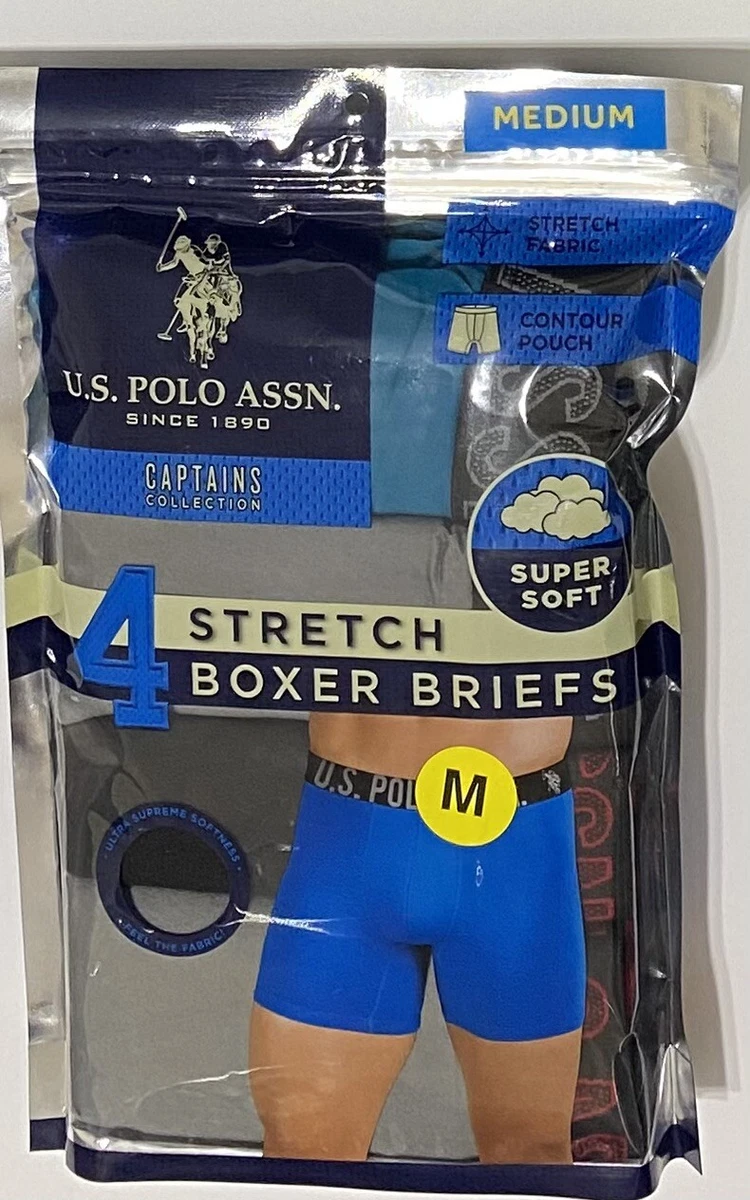 MEDIUM
STRETCH
FABRIC
CONTOUR
POUCH
U.S. POLO ASSN.
SINCE 1890
CAPTAINS
COLLECTION
SUPER
SOFT
4 STRETCH
BOXER BRIEFS
U.S. POL
M
ULTRA SUPREME SOFTNESS
FEEL THE FABRIC!